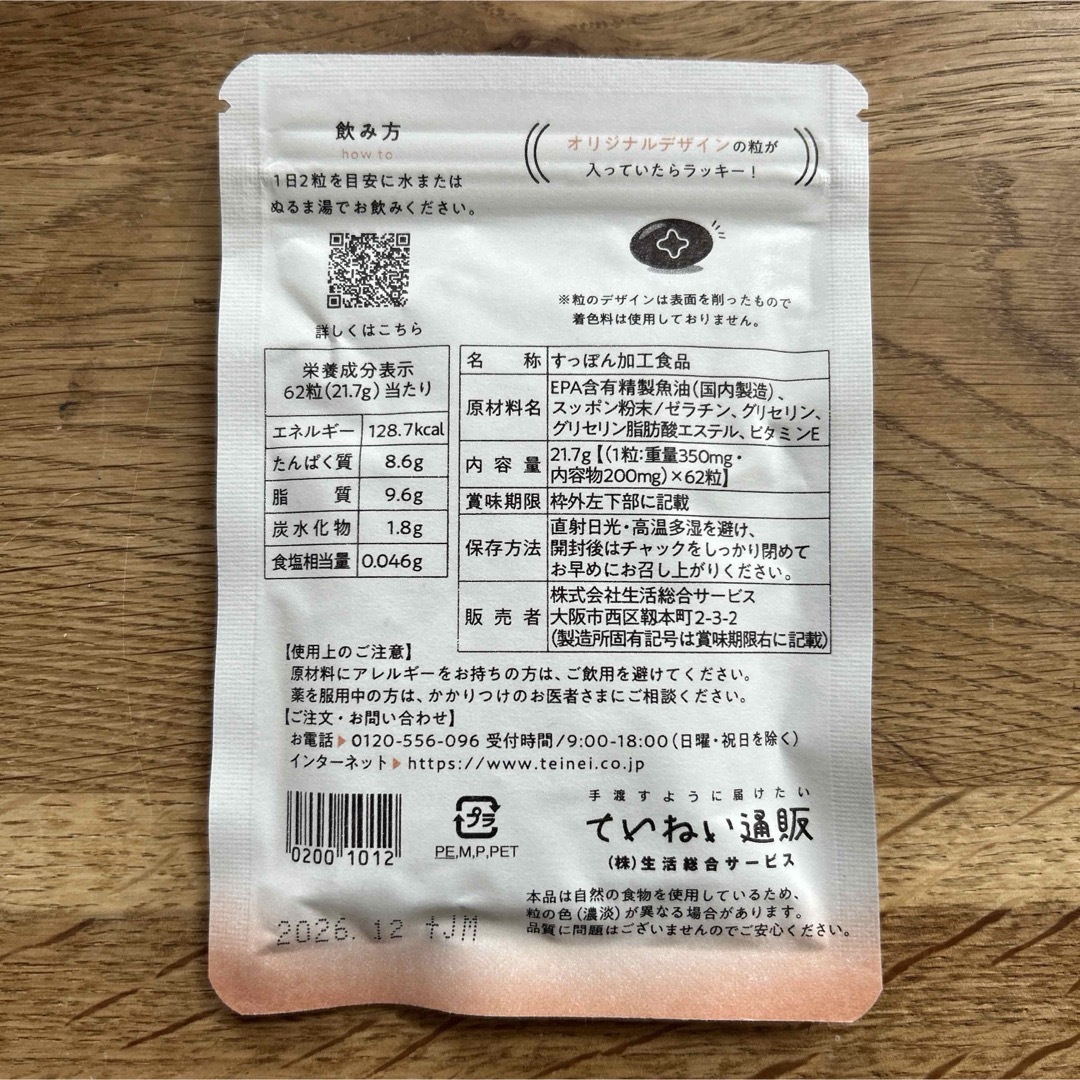 飲み方
how to
1日2粒を目安に水または
ぬるま湯でお飲みください。
詳しくはこちら
オリジナルデザインの粒が
入っていたらラッキー！
※粒のデザインは表面を削ったもので
着色料は使用しておりません。
栄養成分表示
62粒(21.7g)当たり
エネルギー 128.7kcal
たんぱく質 8.6g
脂質 9.6g
炭水化物 1.8g
食塩相当量 0.046g
名称 すっぽん加工食品
原材料名 EPA含有精製魚油(国内製造)、
スッポン粉末/ゼラチン、グリセリン、
グリセリン脂肪酸エステル、ビタミンE
内容量 21.7g【(1粒:重量350mg・
内容物200mg)×62粒】
賞味期限 枠外左下部に記載
保存方法 直射日光・高温多湿を避け、
開封後はチャックをしっかり閉めて
お早めにお召し上がりください。
販売者 株式会社生活総合サービス
大阪市西区靱本町2-3-2
(製造所固有記号は賞味期限右に記載)
【使用上のご注意】
原材料にアレルギーをお持ちの方は、ご飲用を避けてください。
薬を服用中の方は、かかりつけのお医者さまにご相談ください。
【ご注文・お問い合わせ】
お電話▶0120-556-096 受付時間/9:00-18:00(日曜・祝日を除く)
インターネット▶https://www.teinei.co.jp
0200 1012
プラ
PE,M,P,PET
手渡すように届けたい
ていねい通販
(株)生活総合サービス
本品は自然の食物を使用しているため、
粒の色(濃淡)が異なる場合があります。
品質に問題はございませんのでご安心ください。
2026.12 +JM